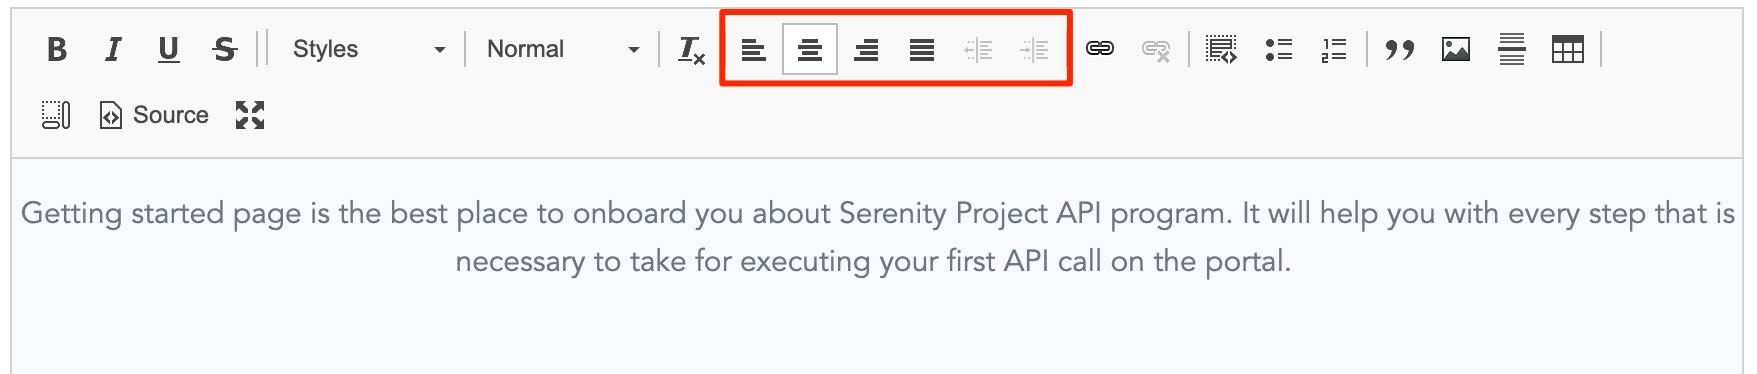 B I U S Styles Normal Tx
Source
Getting started page is the best place to onboard you about Serenity Project API program. It will help you with every step that is
necessary to take for executing your first API call on the portal.